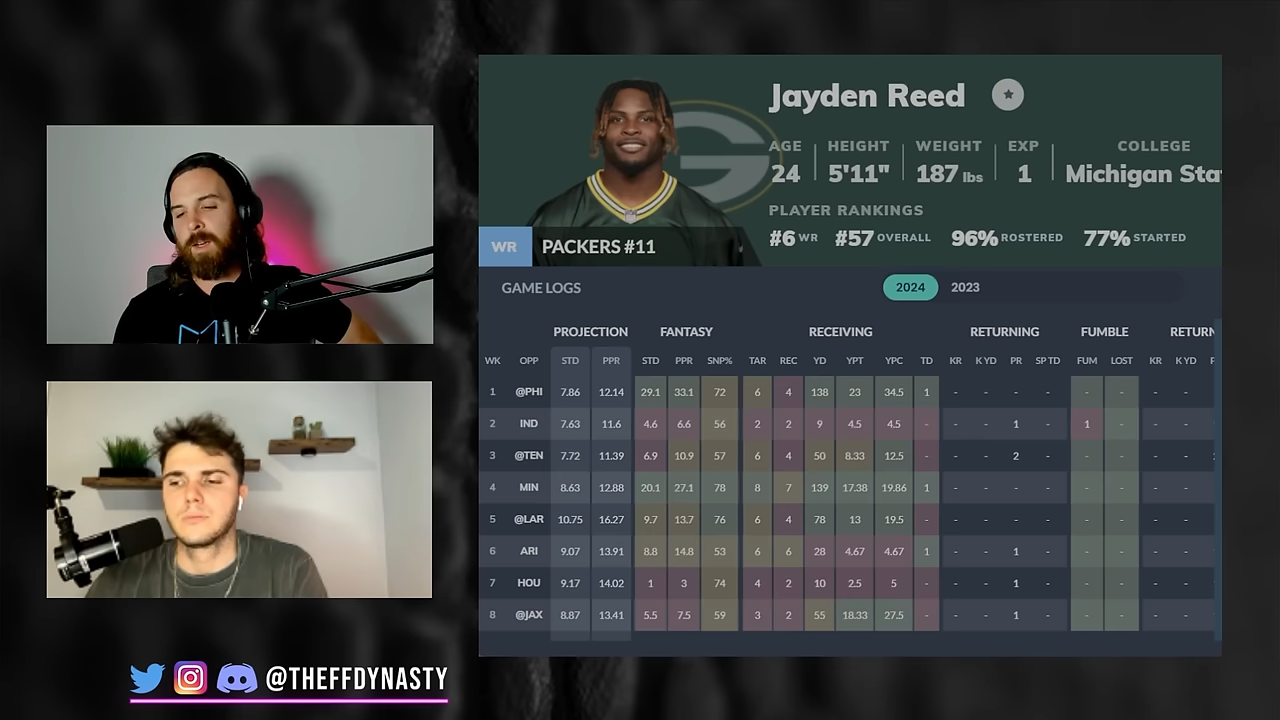 Jayden Reed
AGE HEIGHT WEIGHT EXP COLLEGE
24 5'11" 187 lbs 1 Michigan Sta
PLAYER RANKINGS
#6 WR #57 OVERALL 96% ROSTERED 77% STARTED
WR PACKERS #11
GAME LOGS 2024 2023
PROJECTION FANTASY RECEIVING RETURNING FUMBLE RETURN
WK OPP STD PPR STD PPR SNP% TAR REC YD YPT YPC TD KR K YD PR SP TD FUM LOST KR K YD
1 @PHI 7.86 12.14 29.1 33.1 72 6 4 138 23 34.5 1 - - - - - - - -
2 IND 7.63 11.6 4.6 6.6 56 2 2 9 4.5 4.5 - - - 1 - 1 - - -
3 @TEN 7.72 11.39 6.9 10.9 57 6 4 50 8.33 12.5 - - - 2 - - - - -
4 MIN 8.63 12.88 20.1 27.1 78 8 7 139 17.38 19.86 1 - - - - - - - -
5 @LAR 10.75 16.27 9.7 13.7 76 6 4 78 13 19.5 - - - - - - - - -
6 ARI 9.07 13.91 8.8 14.8 53 6 6 28 4.67 4.67 1 - - 1 - - - - -
7 HOU 9.17 14.02 1 3 74 4 2 10 2.5 5 - - - 1 - - - - -
8 @JAX 8.87 13.41 5.5 7.5 59 3 2 55 18.33 27.5 - - - 1 - - - - -
@THEFFDYNASTY